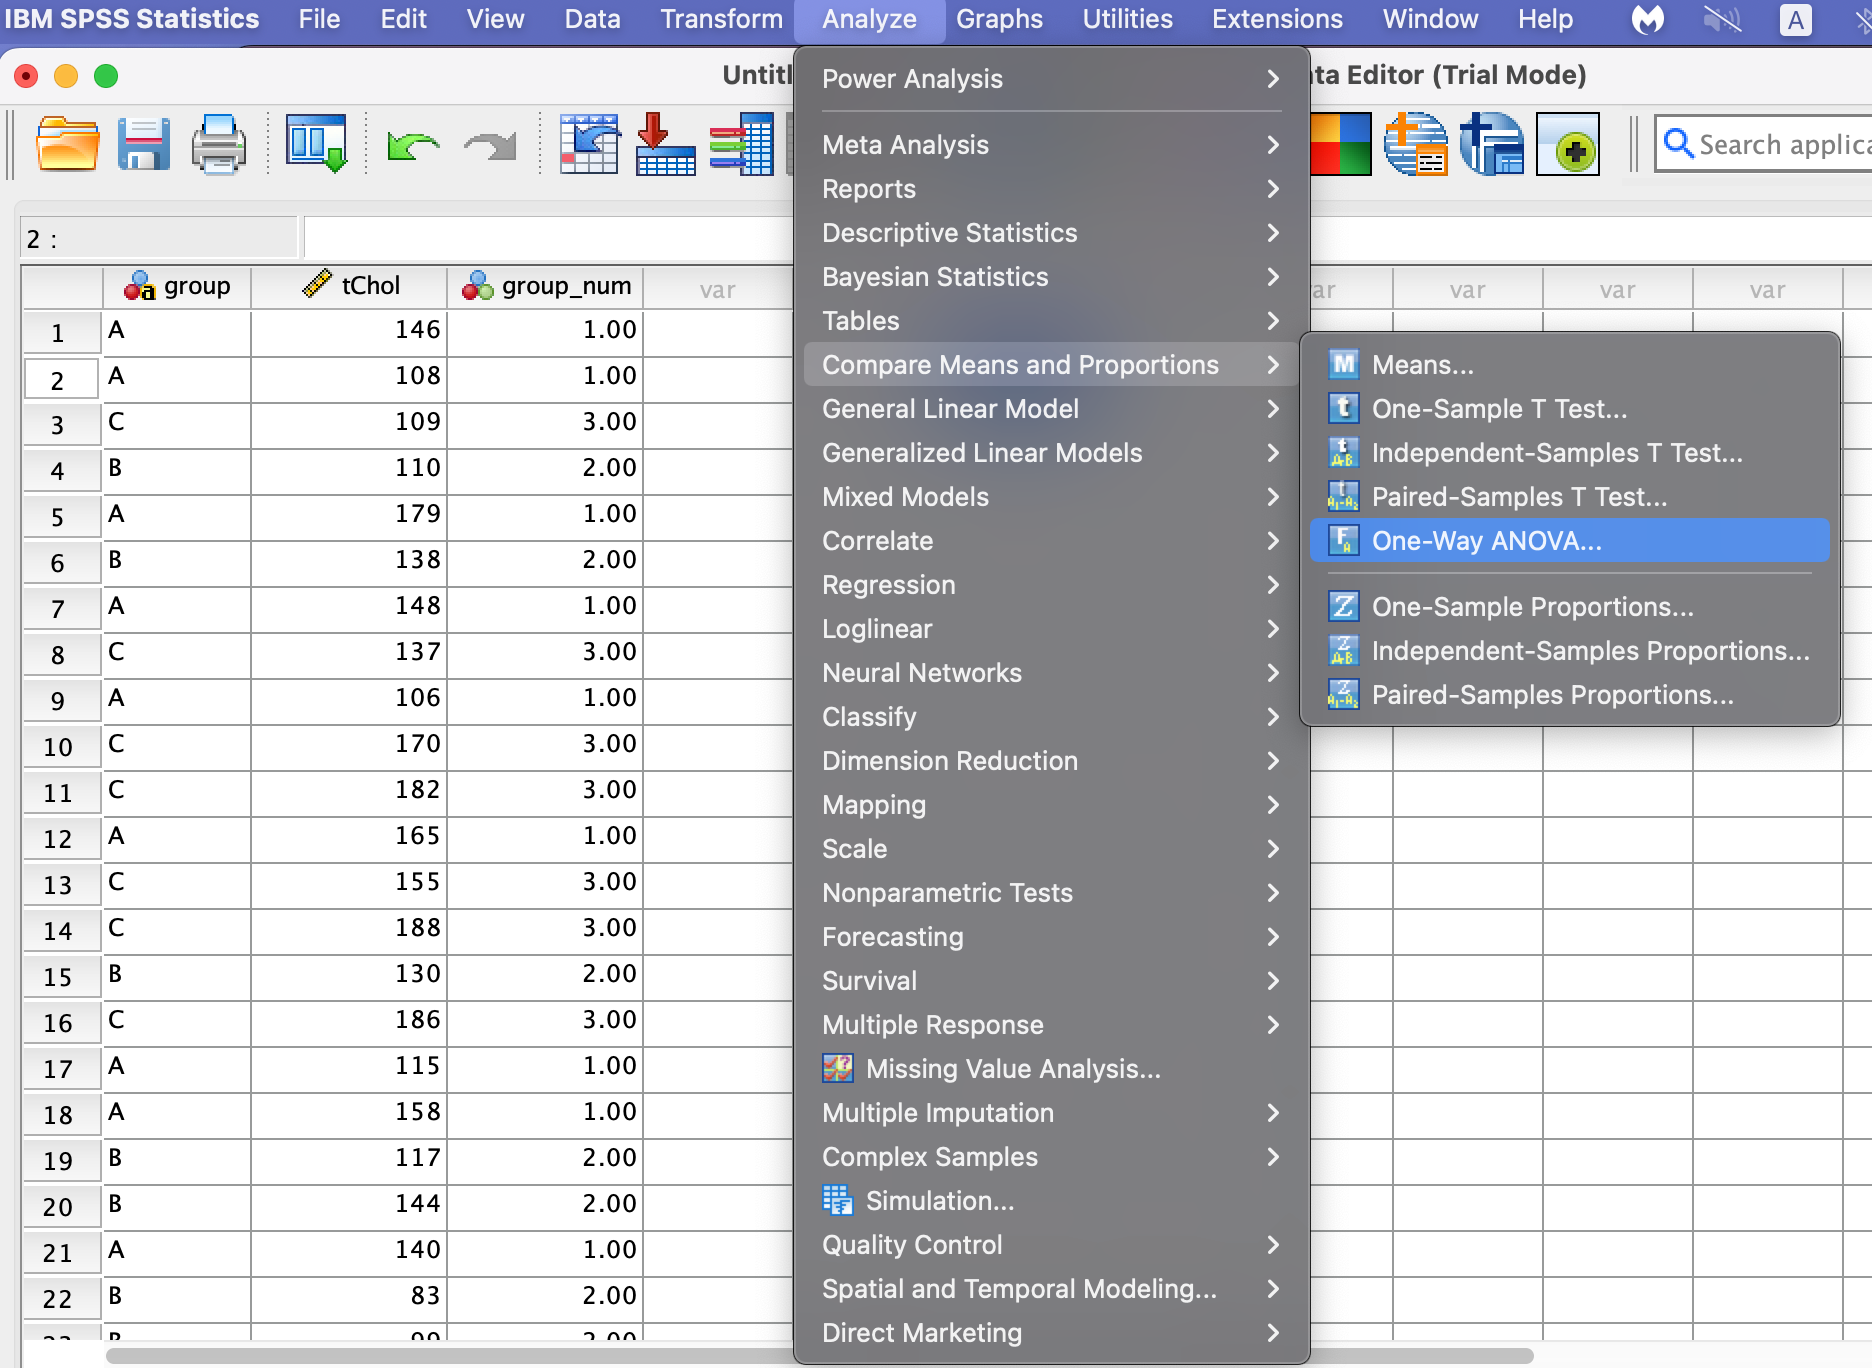 IBM SPSS Statistics File Edit View Data Transform Analyze Graphs Utilities Extensions Window Help A
Untitl ta Editor (Trial Mode)
Search applica
2 :
group tChol group_num var ar var var var
1 A 146 1.00
2 A 108 1.00
3 C 109 3.00
4 B 110 2.00
5 A 179 1.00
6 B 138 2.00
7 A 148 1.00
8 C 137 3.00
9 A 106 1.00
10 C 170 3.00
11 C 182 3.00
12 A 165 1.00
13 C 155 3.00
14 C 188 3.00
15 B 130 2.00
16 C 186 3.00
17 A 115 1.00
18 A 158 1.00
19 B 117 2.00
20 B 144 2.00
21 A 140 1.00
22 B 83 2.00
Power Analysis
Meta Analysis
Reports
Descriptive Statistics
Bayesian Statistics
Tables
Compare Means and Proportions
General Linear Model
Generalized Linear Models
Mixed Models
Correlate
Regression
Loglinear
Neural Networks
Classify
Dimension Reduction
Mapping
Scale
Nonparametric Tests
Forecasting
Survival
Multiple Response
Missing Value Analysis...
Multiple Imputation
Complex Samples
Simulation...
Quality Control
Spatial and Temporal Modeling...
Direct Marketing
M Means...
t One-Sample T Test...
Independent-Samples T Test...
Paired-Samples T Test...
One-Way ANOVA...
Z One-Sample Proportions...
Independent-Samples Proportions...
Paired-Samples Proportions...